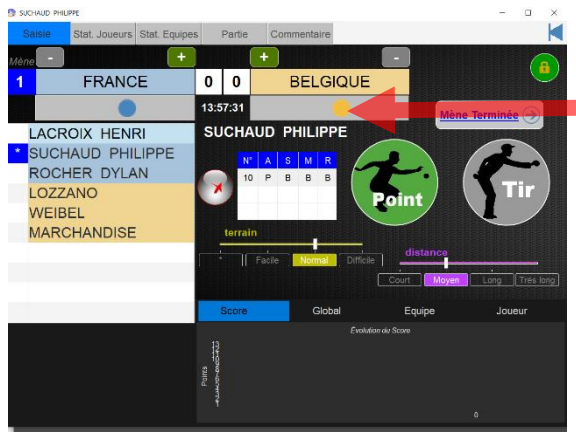 SUCHAUD PHILIPPE
Saisie Stat. Joueurs Stat. Equipes Partie Commentaire
Mène - + + -
1 FRANCE 0 0 BELGIQUE
13:57:31
Mène Terminée
LACROIX HENRI
* SUCHAUD PHILIPPE
ROCHER DYLAN
LOZZANO
WEIBEL
MARCHANDISE
SUCHAUD PHILIPPE
N° A S M R
10 P B B B
Point
Tir
terrain
* Facile Normal Difficile
distance
Court Moyen Long Trés long
Score Global Equipe Joueur
Évolution du Score
Points
0